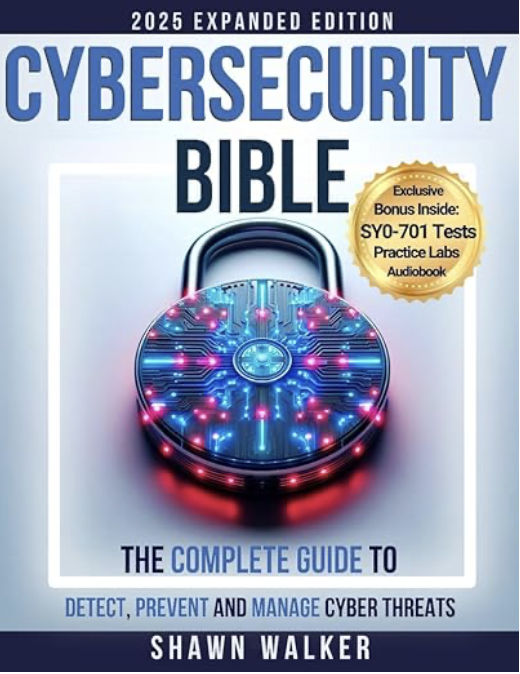 2025 EXPANDED EDITION
CYBERSECURITY
BIBLE
Exclusive
Bonus Inside:
SY0-701 Tests
Practice Labs
Audiobook
THE COMPLETE GUIDE TO
DETECT, PREVENT AND MANAGE CYBER THREATS
SHAWN WALKER